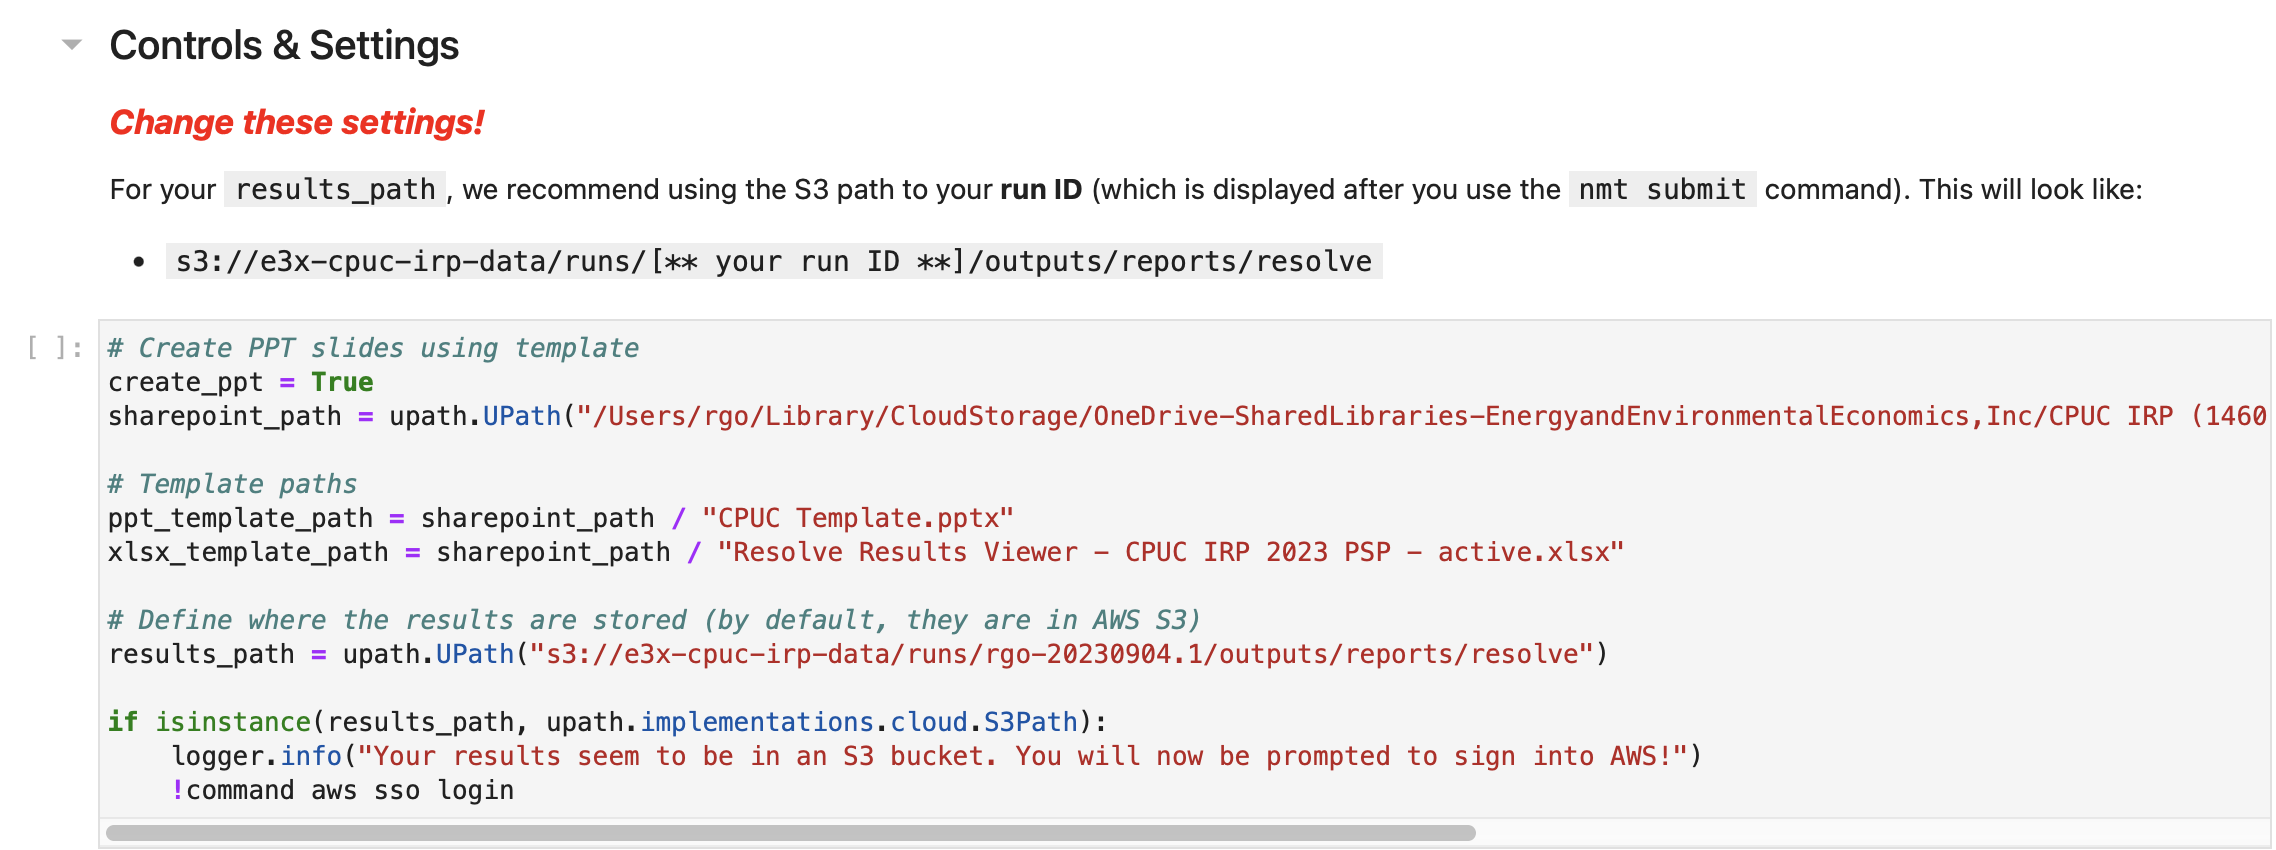 Controls & Settings
Change these settings!
For your results_path, we recommend using the S3 path to your run ID (which is displayed after you use the nmt submit command). This will look like:
• s3://e3x-cpuc-irp-data/runs/[** your run ID **]/outputs/reports/resolve
[ ]:
# Create PPT slides using template
create_ppt = True
sharepoint_path = upath.UPath("/Users/rgo/Library/CloudStorage/OneDrive-SharedLibraries-EnergyandEnvironmentalEconomics,Inc/CPUC IRP (1460
# Template paths
ppt_template_path = sharepoint_path / "CPUC Template.pptx"
xlsx_template_path = sharepoint_path / "Resolve Results Viewer - CPUC IRP 2023 PSP - active.xlsx"
# Define where the results are stored (by default, they are in AWS S3)
results_path = upath.UPath("s3://e3x-cpuc-irp-data/runs/rgo-20230904.1/outputs/reports/resolve")
if isinstance(results_path, upath.implementations.cloud.S3Path):
    logger.info("Your results seem to be in an S3 bucket. You will now be prompted to sign into AWS!")
    !command aws sso login